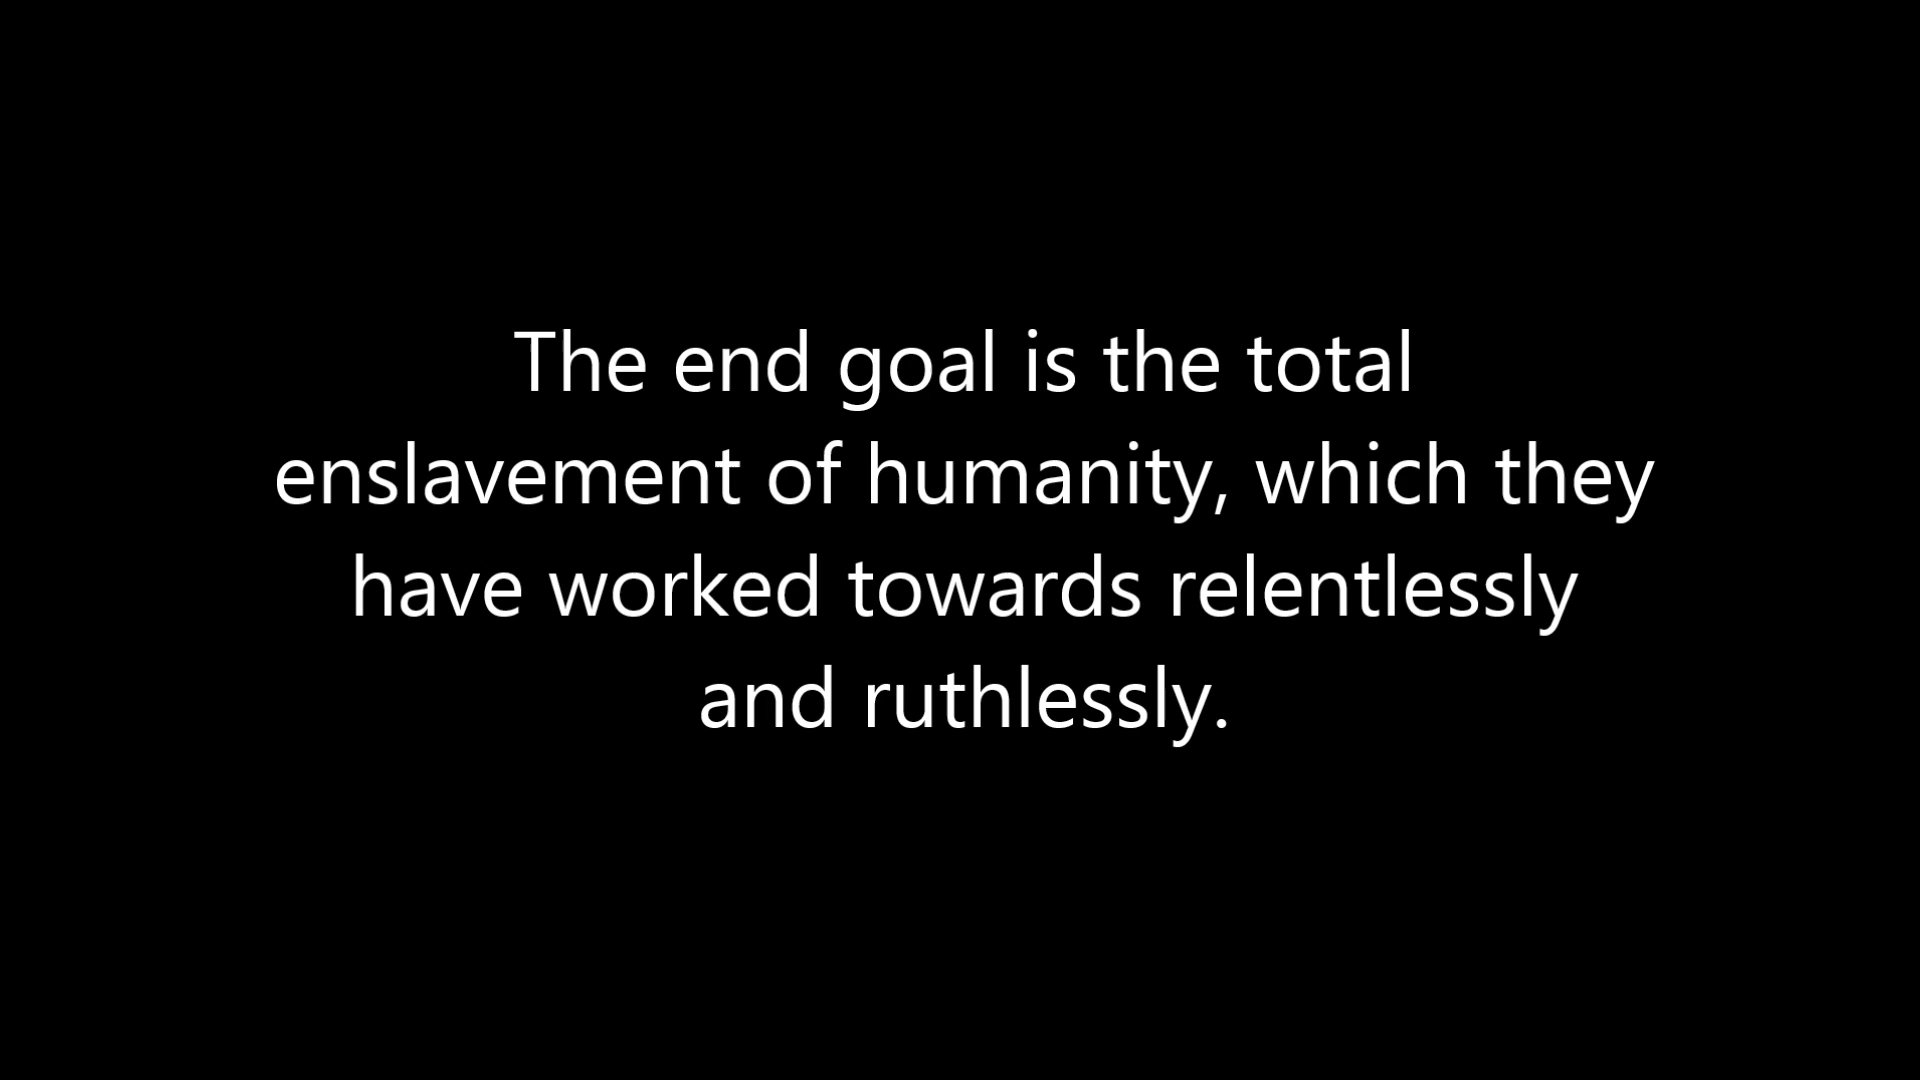 The end goal is the total
enslavement of humanity, which they
have worked towards relentlessly
and ruthlessly.